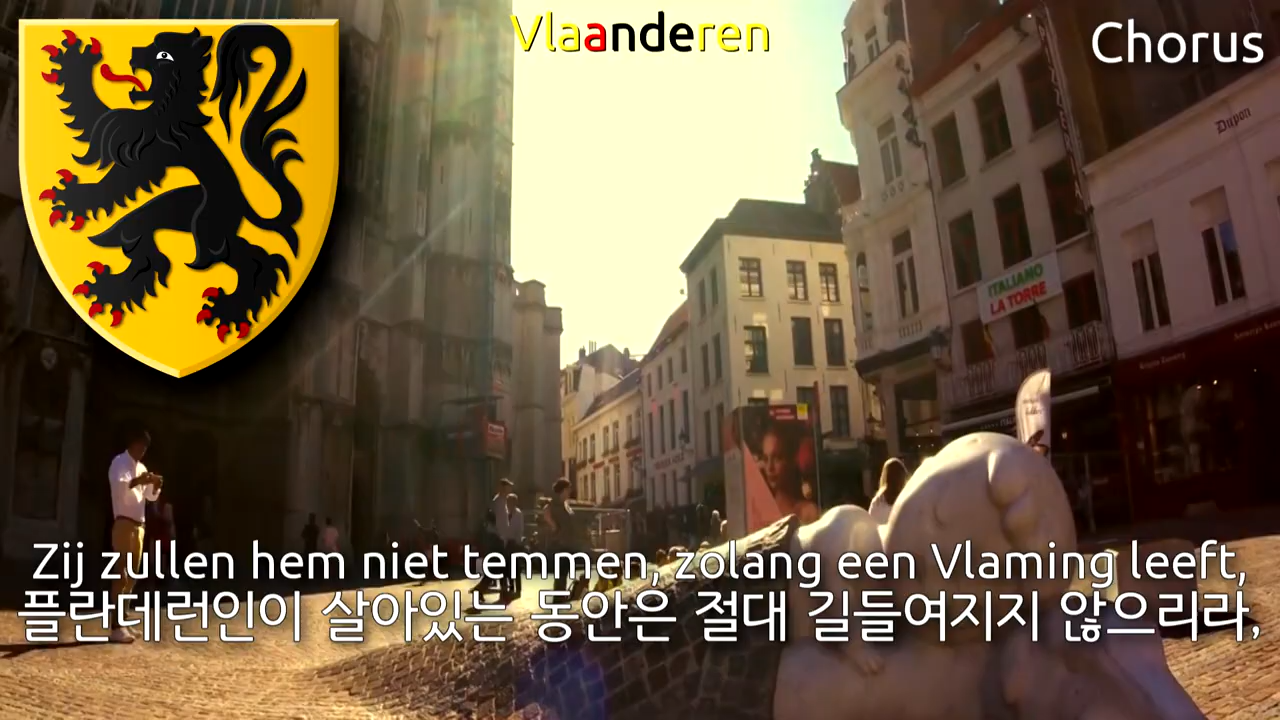 Vlaanderen
Chorus
Dupon
ITALIANO
LA TORRE
Zij zullen hem niet temmen, zolang een Vlaming leeft,
플란데런인이 살아있는 동안은 절대 길들여지지 않으리라,